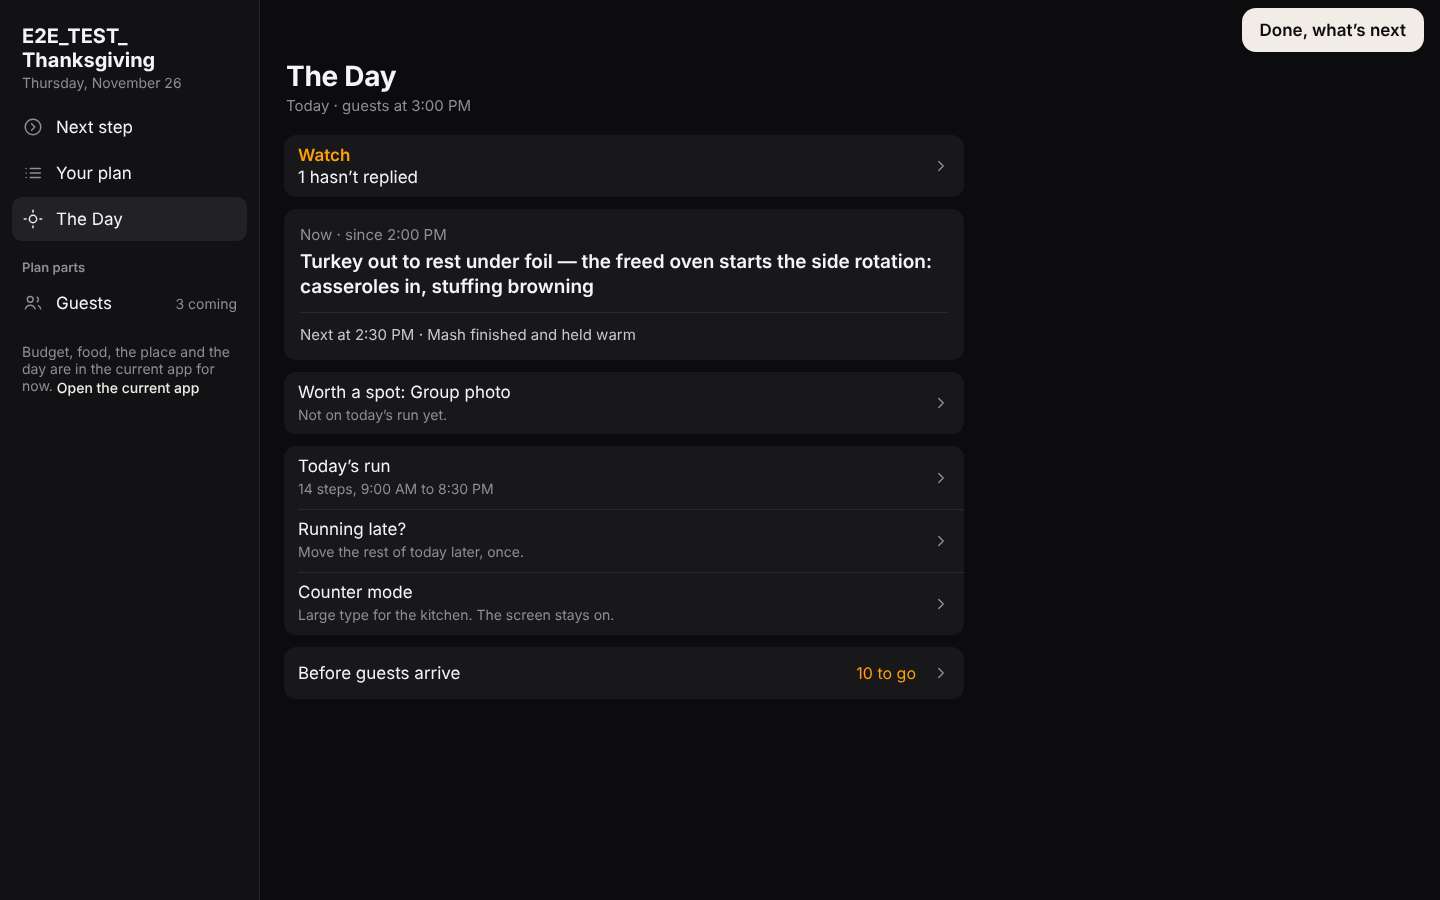 E2E_TEST_
Thanksgiving
Thursday, November 26
Next step
Your plan
The Day
Plan parts
Guests 3 coming
Budget, food, the place and the
day are in the current app for
now. Open the current app
Done, what’s next
The Day
Today · guests at 3:00 PM
Watch
1 hasn’t replied
Now · since 2:00 PM
Turkey out to rest under foil — the freed oven starts the side rotation:
casseroles in, stuffing browning
Next at 2:30 PM · Mash finished and held warm
Worth a spot: Group photo
Not on today’s run yet.
Today’s run
14 steps, 9:00 AM to 8:30 PM
Running late?
Move the rest of today later, once.
Counter mode
Large type for the kitchen. The screen stays on.
Before guests arrive 10 to go